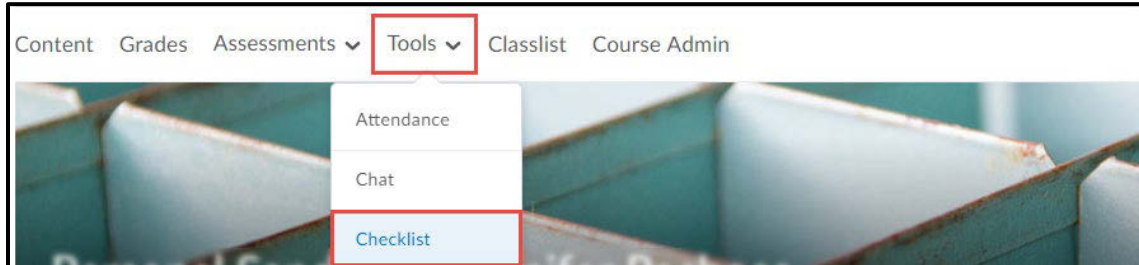 Content Grades Assessments Tools Classlist Course Admin
Attendance
Chat
Checklist